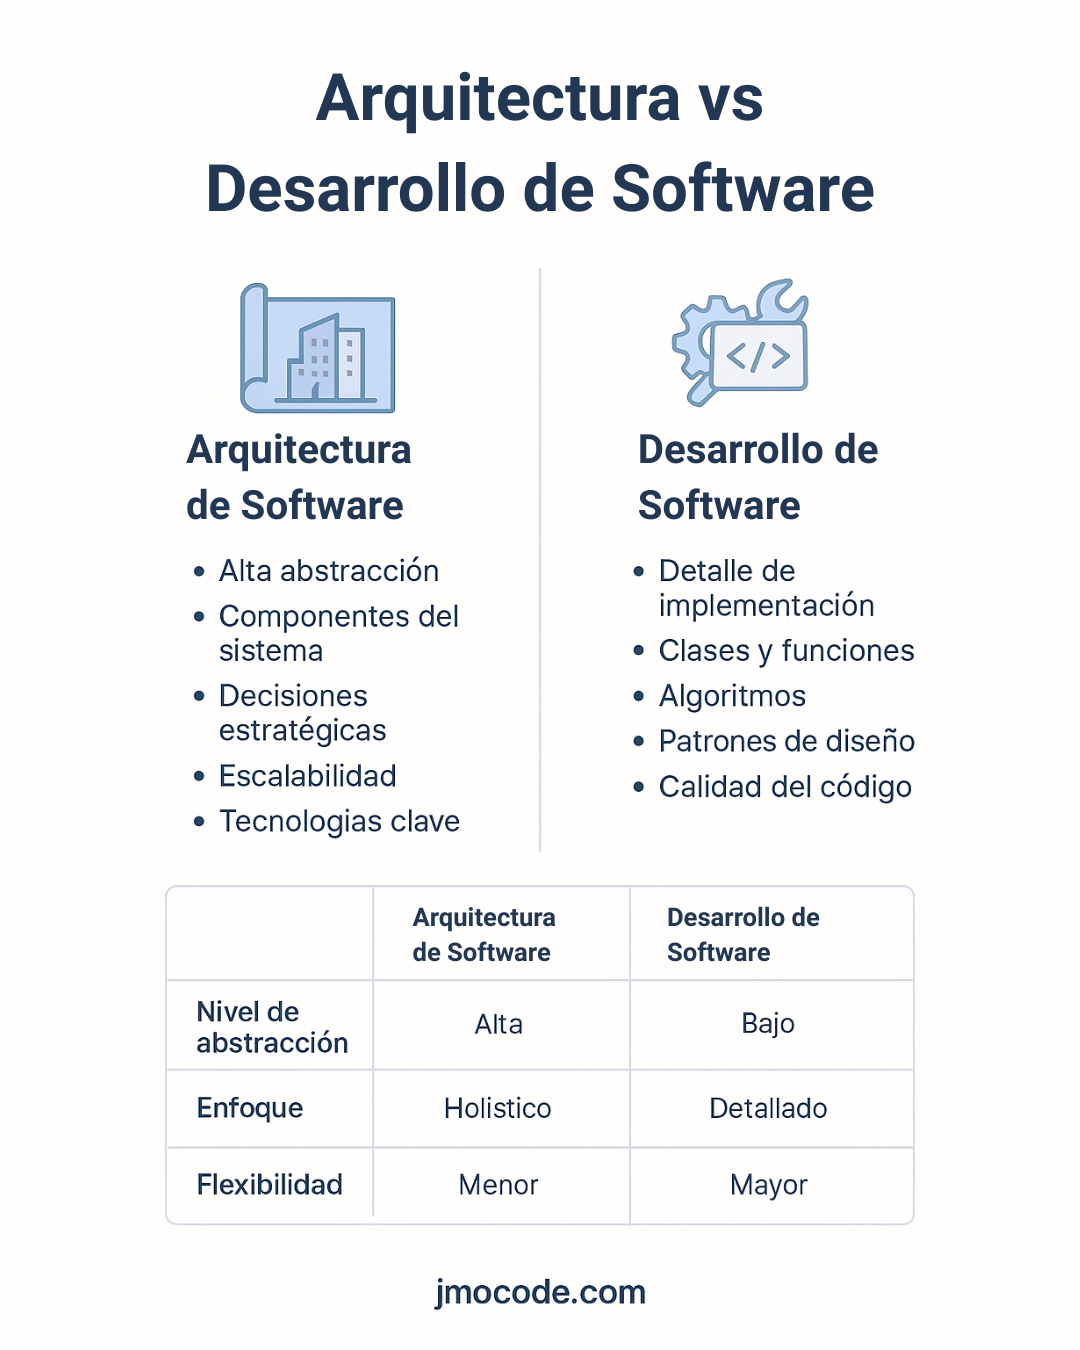 Arquitectura vs
Desarrollo de Software
</>
Arquitectura
de Software
• Alta abstracción
• Componentes del
sistema
• Decisiones
estratégicas
• Escalabilidad
• Tecnologias clave
Desarrollo de
Software
• Detalle de
implementación
• Clases y funciones
• Algoritmos
• Patrones de diseño
• Calidad del código
Arquitectura
de Software
Desarrollo de
Software
Nivel de
abstracción
Alta
Bajo
Enfoque
Holistico
Detallado
Flexibilidad
Menor
Mayor
jmocode.com